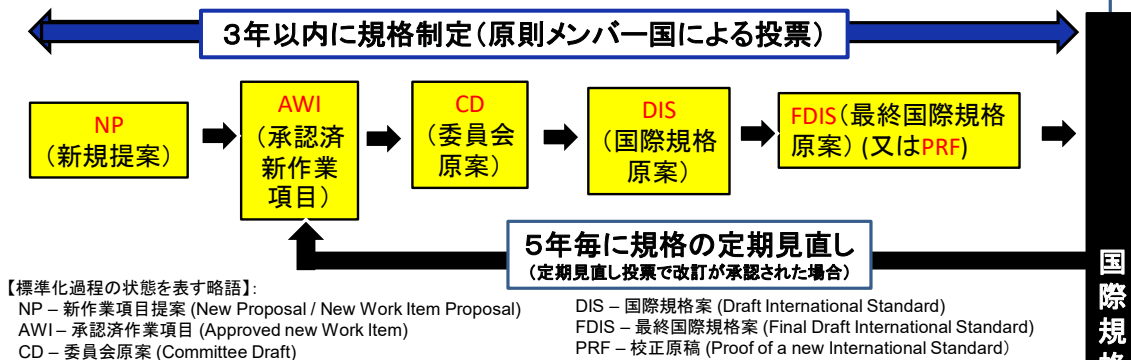 3年以内に規格制定(原則メンバー国による投票)
NP
(新規提案)
AWI
(承認済
新作業
項目)
CD
(委員会
原案)
DIS
(国際規格
原案)
FDIS(最終国際規格
原案) (又はPRF)
5年毎に規格の定期見直し
(定期見直し投票で改訂が承認された場合)
国際規
【標準化過程の状態を表す略語】:
NP – 新作業項目提案 (New Proposal / New Work Item Proposal)
AWI – 承認済作業項目 (Approved new Work Item)
CD – 委員会原案 (Committee Draft)
DIS – 国際規格案 (Draft International Standard)
FDIS – 最終国際規格案 (Final Draft International Standard)
PRF – 校正原稿 (Proof of a new International Standard)